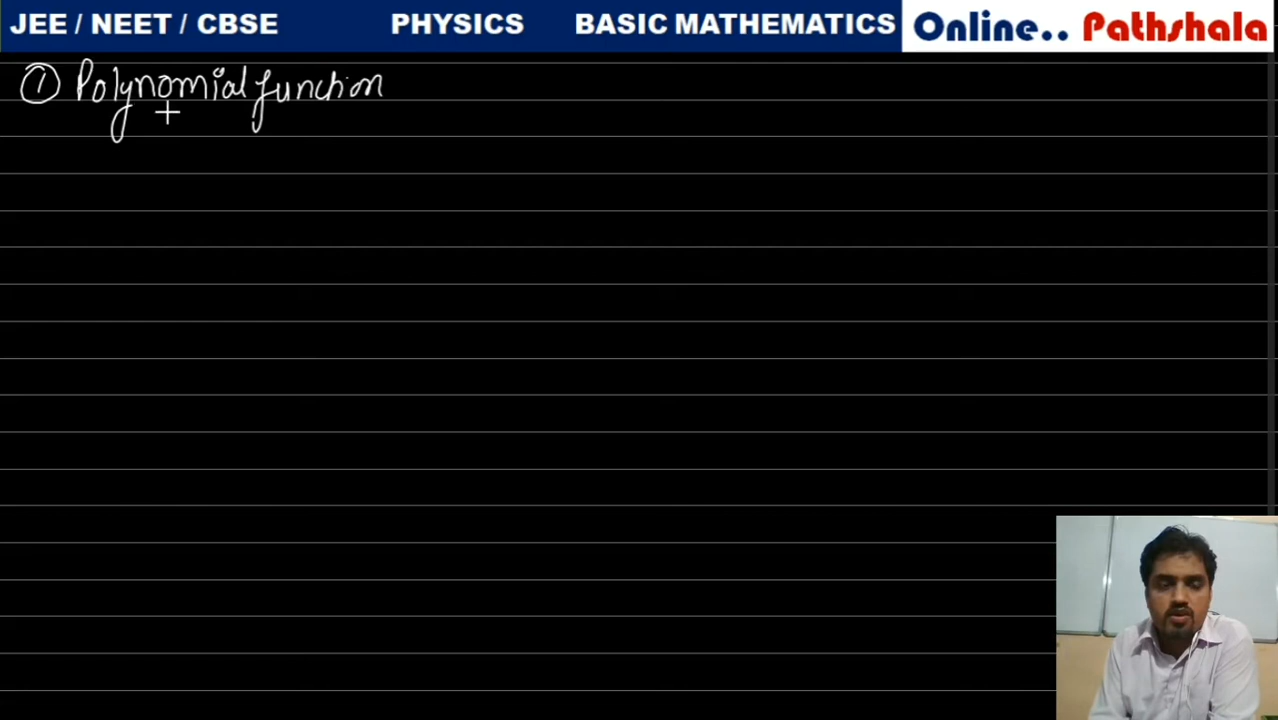 JEE / NEET / CBSE PHYSICS BASIC MATHEMATICS Online.. Pathshala
① Polynomial function